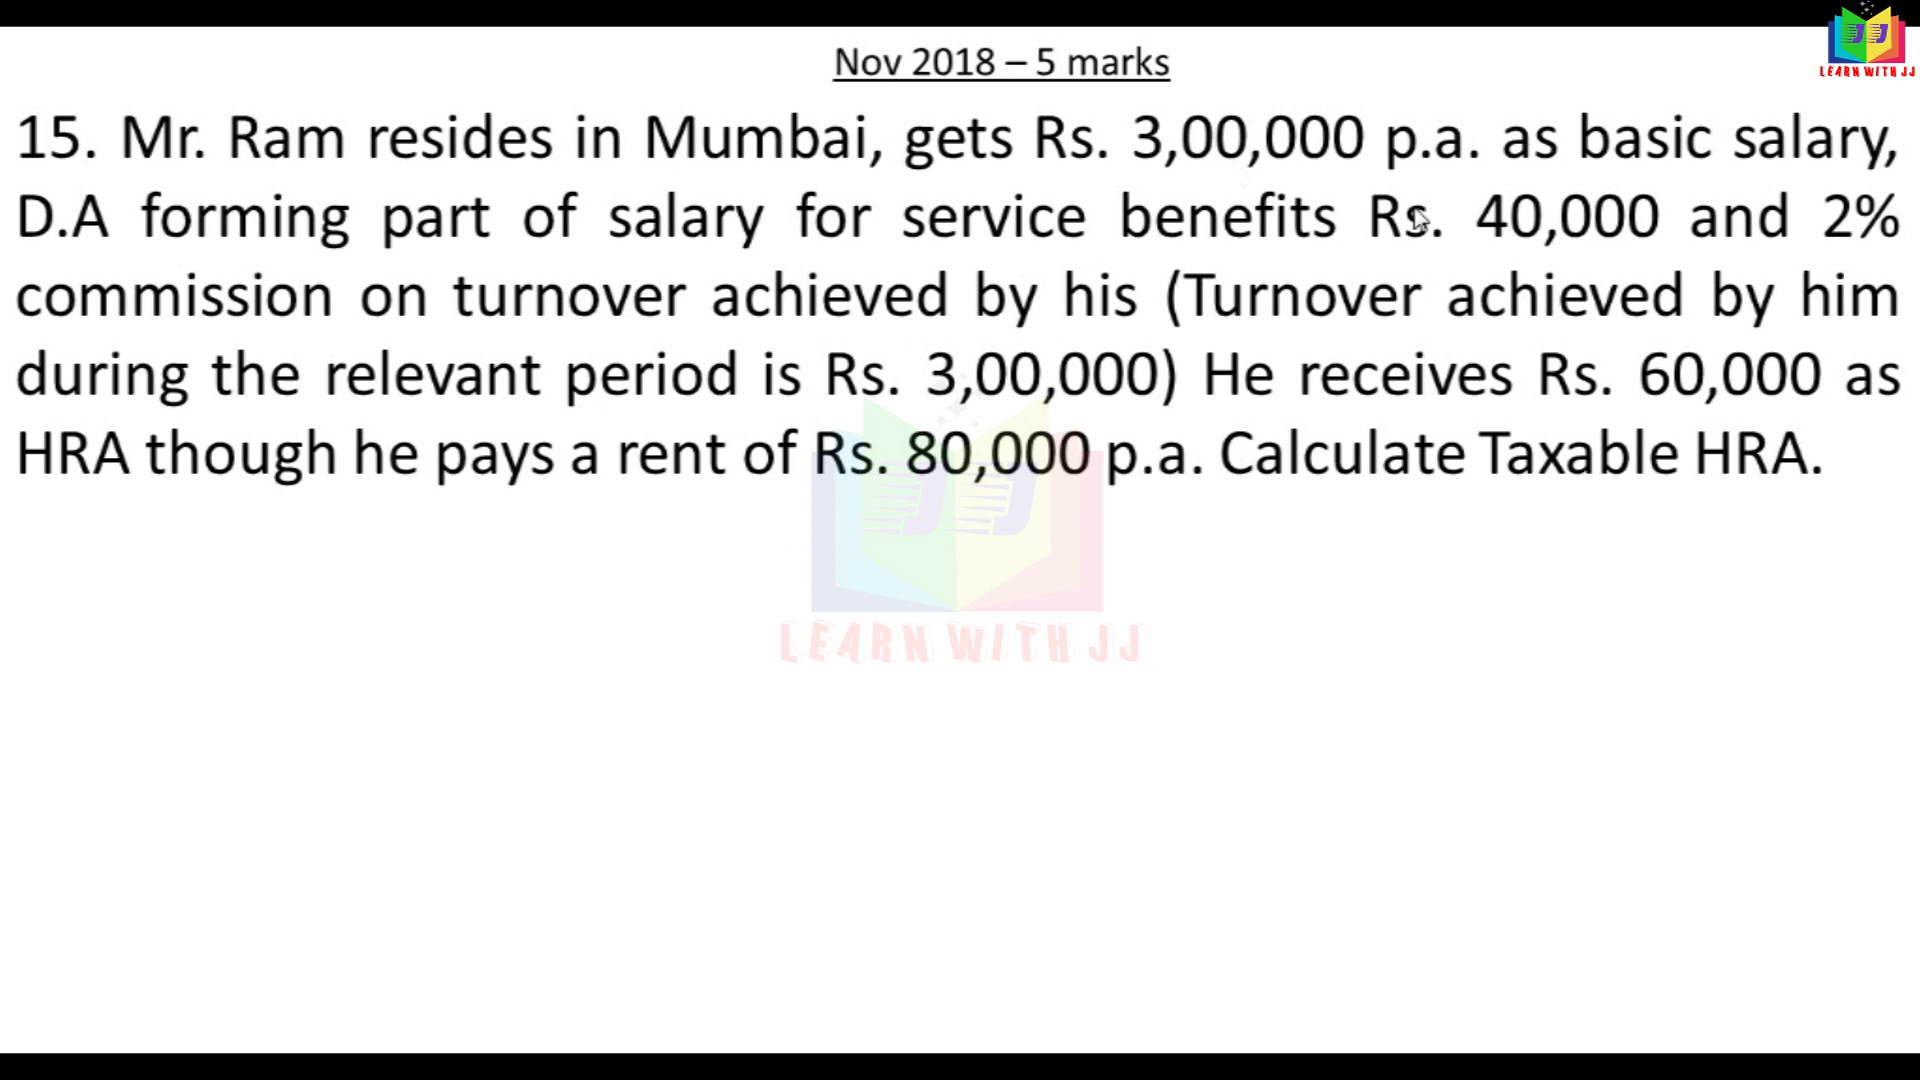 LEARN WITH JJ
Nov 2018 – 5 marks
15. Mr. Ram resides in Mumbai, gets Rs. 3,00,000 p.a. as basic salary,
D.A forming part of salary for service benefits Rs. 40,000 and 2%
commission on turnover achieved by his (Turnover achieved by him
during the relevant period is Rs. 3,00,000) He receives Rs. 60,000 as
HRA though he pays a rent of Rs. 80,000 p.a. Calculate Taxable HRA.
LEARN WITH JJ